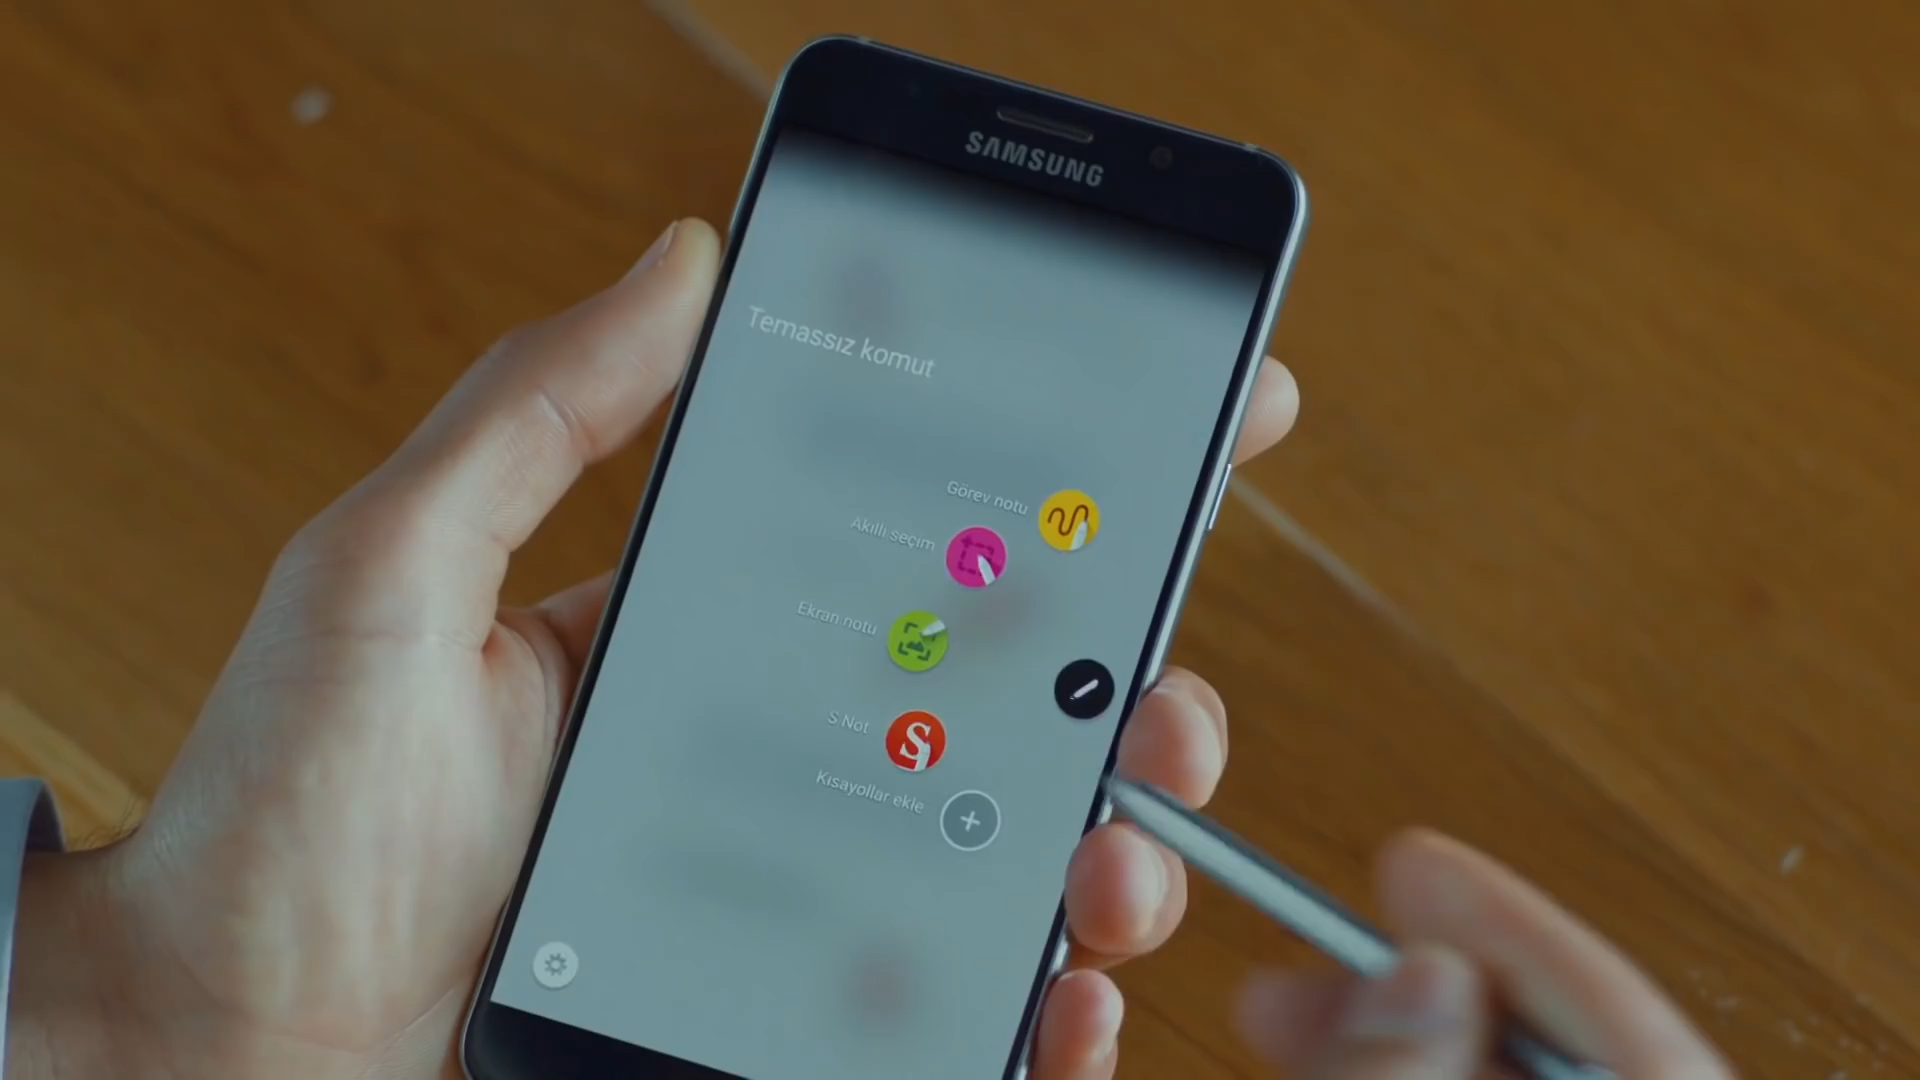 SAMSUNG
Temassız komut
Görev notu
Akıllı seçim
Ekran notu
S Not
Kısayollar ekle